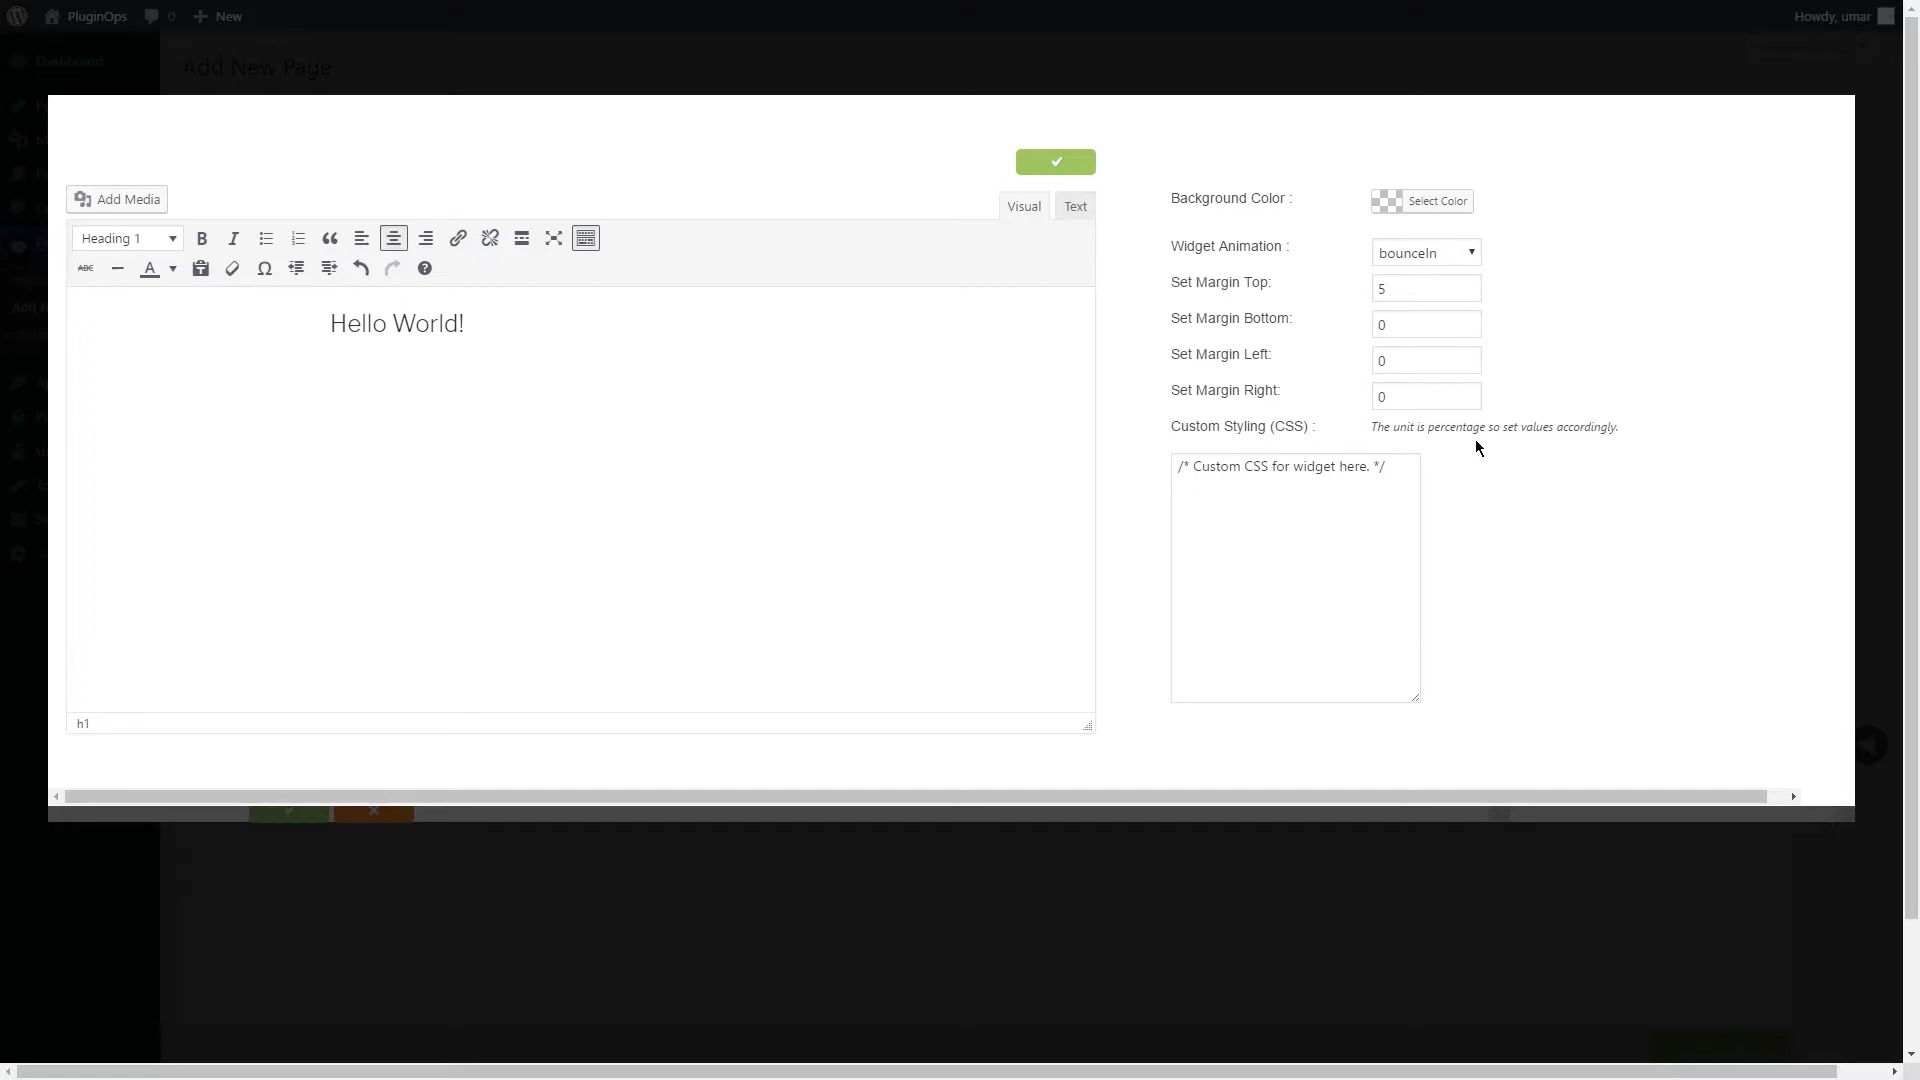 PluginOps 0 New Howdy, umar
Dashboard
Add New Page
Add Media
Visual Text
Heading 1
ABC
Hello World!
h1
Background Color : Select Color
Widget Animation : bounceIn
Set Margin Top: 5
Set Margin Bottom: 0
Set Margin Left: 0
Set Margin Right: 0
Custom Styling (CSS) : The unit is percentage so set values accordingly.
/* Custom CSS for widget here. */